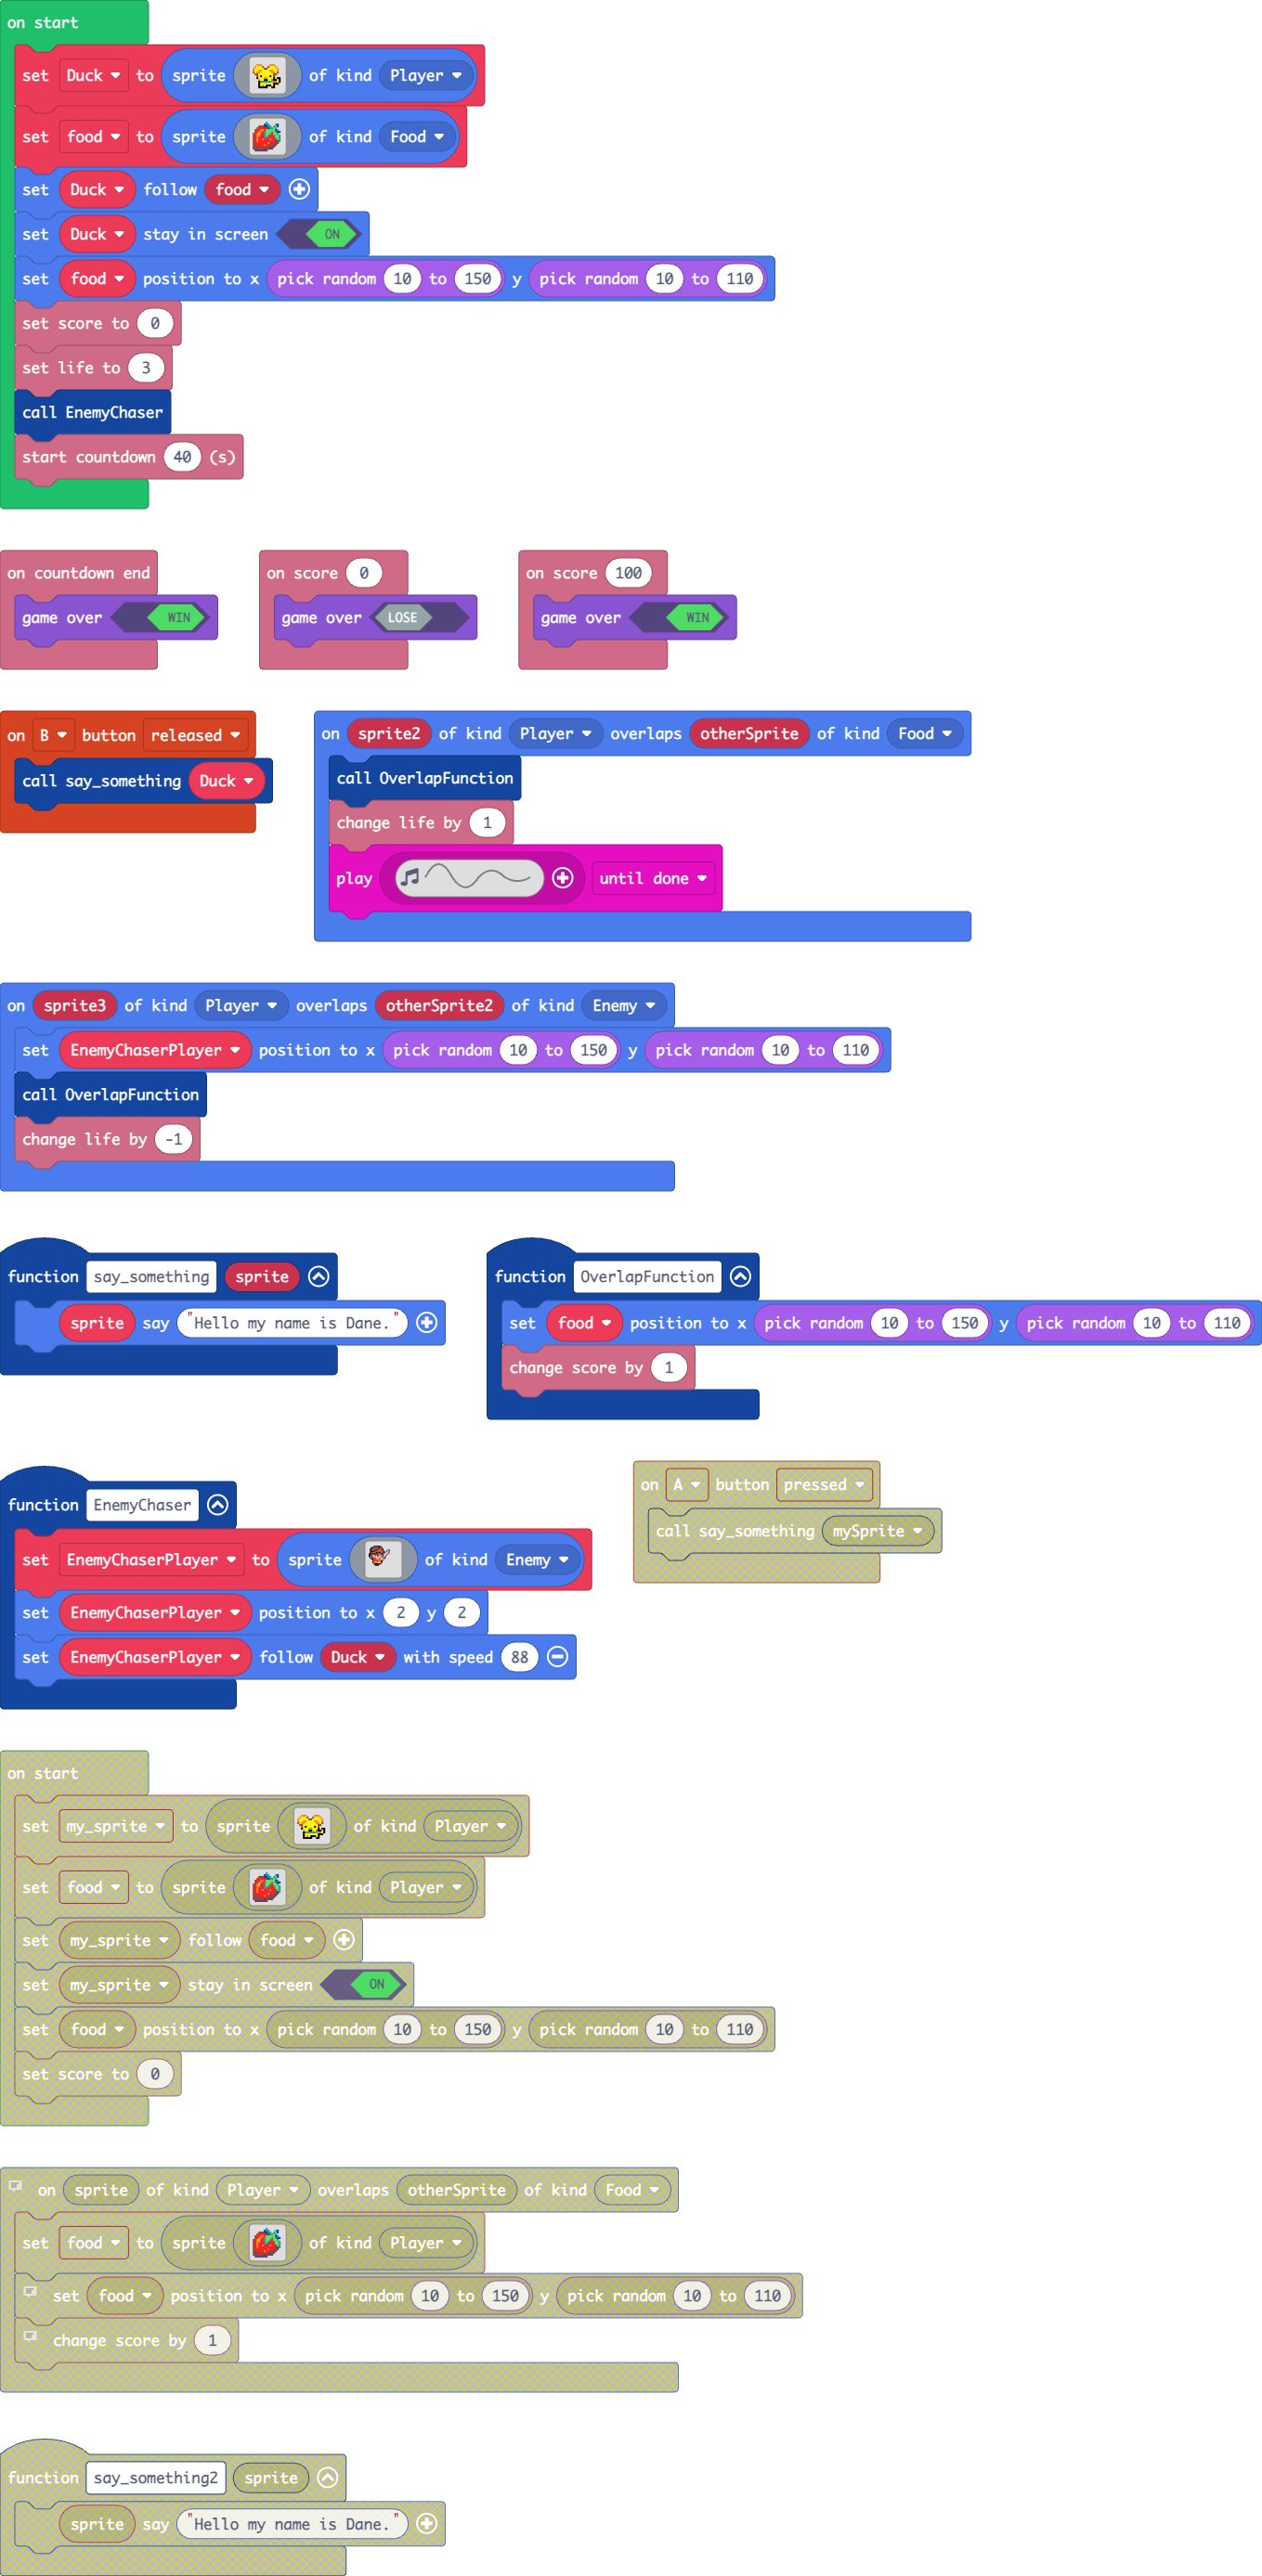 on start
set Duck to sprite of kind Player
set food to sprite of kind Food
set Duck follow food
set Duck stay in screen ON
set food position to x pick random 10 to 150 y pick random 10 to 110
set score to 0
set life to 3
call EnemyChaser
start countdown 40 (s)
on countdown end
game over WIN
on score 0
game over LOSE
on score 100
game over WIN
on B button released
call say_something Duck
on sprite2 of kind Player overlaps otherSprite of kind Food
call OverlapFunction
change life by 1
play until done
on sprite3 of kind Player overlaps otherSprite2 of kind Enemy
set EnemyChaserPlayer position to x pick random 10 to 150 y pick random 10 to 110
call OverlapFunction
change life by -1
function say_something sprite
sprite say "Hello my name is Dane."
function OverlapFunction
set food position to x pick random 10 to 150 y pick random 10 to 110
change score by 1
function EnemyChaser
set EnemyChaserPlayer to sprite of kind Enemy
set EnemyChaserPlayer position to x 2 y 2
set EnemyChaserPlayer follow Duck with speed 88
on A button pressed
call say_something mySprite
on start
set my_sprite to sprite of kind Player
set food to sprite of kind Player
set my_sprite follow food
set my_sprite stay in screen ON
set food position to x pick random 10 to 150 y pick random 10 to 110
set score to 0
on sprite of kind Player overlaps otherSprite of kind Food
set food to sprite of kind Player
set food position to x pick random 10 to 150 y pick random 10 to 110
change score by 1
function say_something2 sprite
sprite say "Hello my name is Dane."